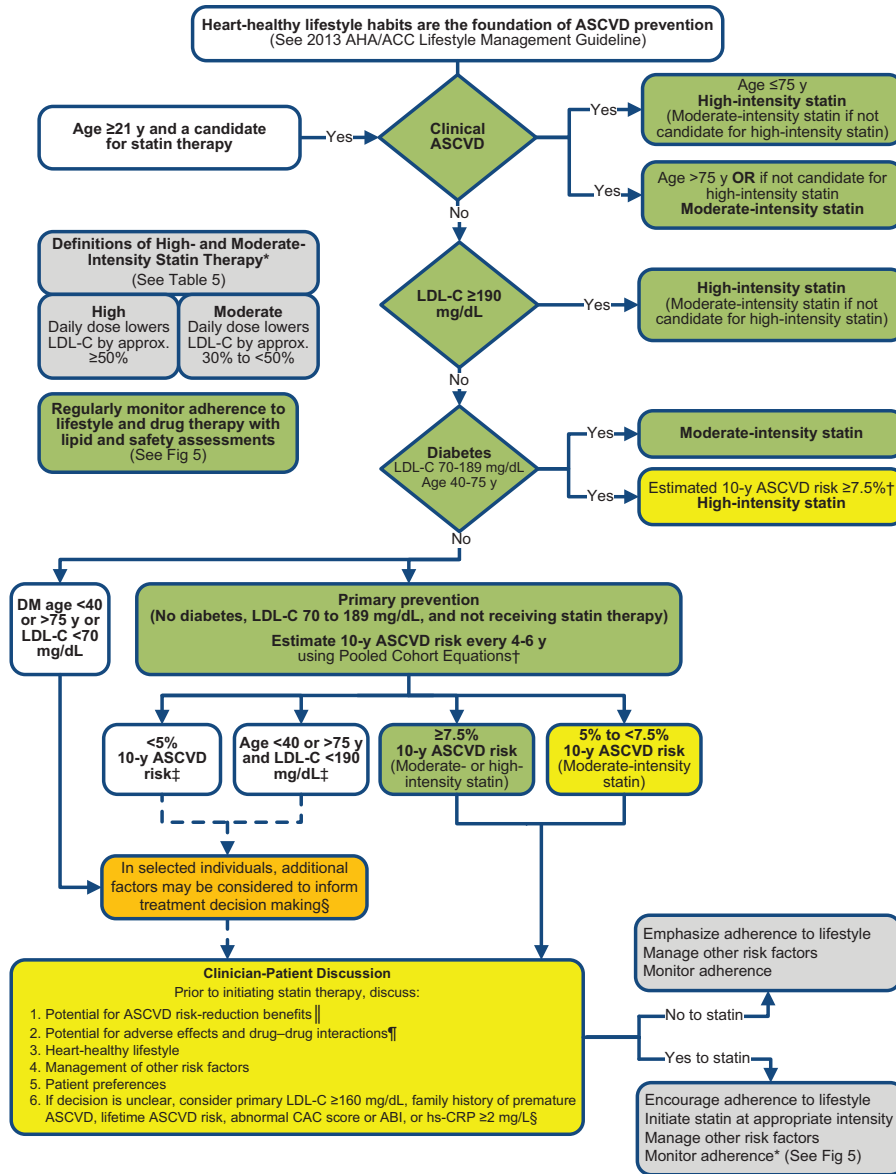 Heart-healthy lifestyle habits are the foundation of ASCVD prevention
(See 2013 AHA/ACC Lifestyle Management Guideline)
Age ≥21 y and a candidate
for statin therapy
Yes
Clinical
ASCVD
Yes
Age ≤75 y
High-intensity statin
(Moderate-intensity statin if not
candidate for high-intensity statin)
Yes
Age >75 y OR if not candidate for
high-intensity statin
Moderate-intensity statin
No
Definitions of High- and Moderate-
Intensity Statin Therapy*
(See Table 5)
High
Daily dose lowers
LDL-C by approx.
≥50%
Moderate
Daily dose lowers
LDL-C by approx.
30% to <50%
LDL-C ≥190
mg/dL
Yes
High-intensity statin
(Moderate-intensity statin if not
candidate for high-intensity statin)
No
Regularly monitor adherence to
lifestyle and drug therapy with
lipid and safety assessments
(See Fig 5)
Diabetes
LDL-C 70-189 mg/dL
Age 40-75 y
Yes
Moderate-intensity statin
Yes
Estimated 10-y ASCVD risk ≥7.5%†
High-intensity statin
No
DM age <40
or >75 y or
LDL-C <70
mg/dL
Primary prevention
(No diabetes, LDL-C 70 to 189 mg/dL, and not receiving statin therapy)
Estimate 10-y ASCVD risk every 4-6 y
using Pooled Cohort Equations†
<5%
10-y ASCVD
risk‡
Age <40 or >75 y
and LDL-C <190
mg/dL‡
≥7.5%
10-y ASCVD risk
(Moderate- or high-
intensity statin)
5% to <7.5%
10-y ASCVD risk
(Moderate-intensity
statin)
In selected individuals, additional
factors may be considered to inform
treatment decision making§
Clinician-Patient Discussion
Prior to initiating statin therapy, discuss:
1. Potential for ASCVD risk-reduction benefits‖
2. Potential for adverse effects and drug–drug interactions¶
3. Heart-healthy lifestyle
4. Management of other risk factors
5. Patient preferences
6. If decision is unclear, consider primary LDL-C ≥160 mg/dL, family history of premature
ASCVD, lifetime ASCVD risk, abnormal CAC score or ABI, or hs-CRP ≥2 mg/L§
Emphasize adherence to lifestyle
Manage other risk factors
Monitor adherence
No to statin
Yes to statin
Encourage adherence to lifestyle
Initiate statin at appropriate intensity
Manage other risk factors
Monitor adherence* (See Fig 5)